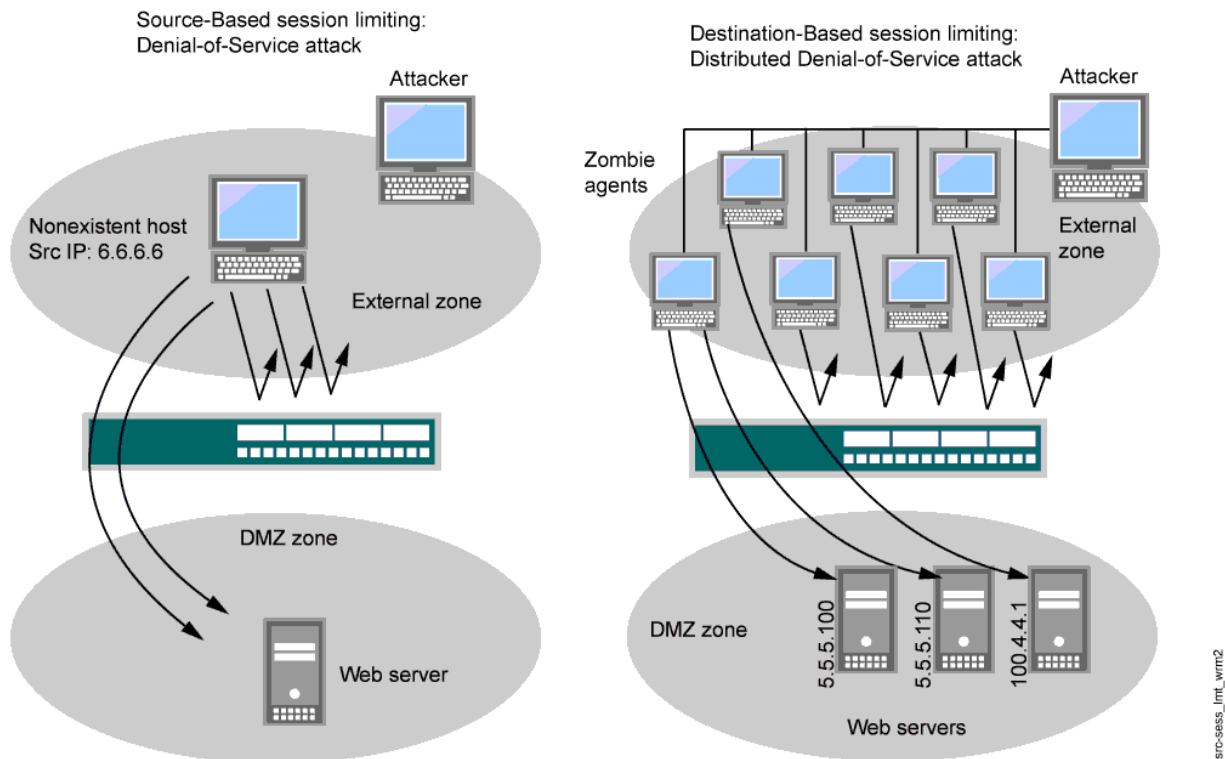 Source-Based session limiting:
Denial-of-Service attack
Attacker
Nonexistent host
Src IP: 6.6.6.6
External zone
DMZ zone
Web server
Destination-Based session limiting:
Distributed Denial-of-Service attack
Attacker
Zombie
agents
External
zone
DMZ zone
5.5.5.100
5.5.5.110
100.4.4.1
Web servers
src-sess_lmt_wrm2